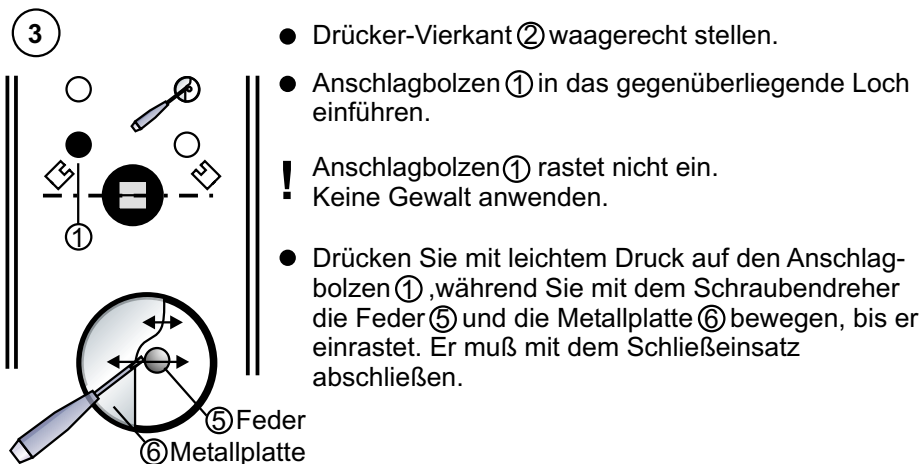 3
● Drücker-Vierkant ② waagerecht stellen.
● Anschlagbolzen ① in das gegenüberliegende Loch
einführen.
! Anschlagbolzen ① rastet nicht ein.
Keine Gewalt anwenden.
● Drücken Sie mit leichtem Druck auf den Anschlag-
bolzen ① ,während Sie mit dem Schraubendreher
die Feder ⑤ und die Metallplatte ⑥ bewegen, bis er
einrastet. Er muß mit dem Schließeinsatz
abschließen.
①
⑤ Feder
⑥ Metallplatte